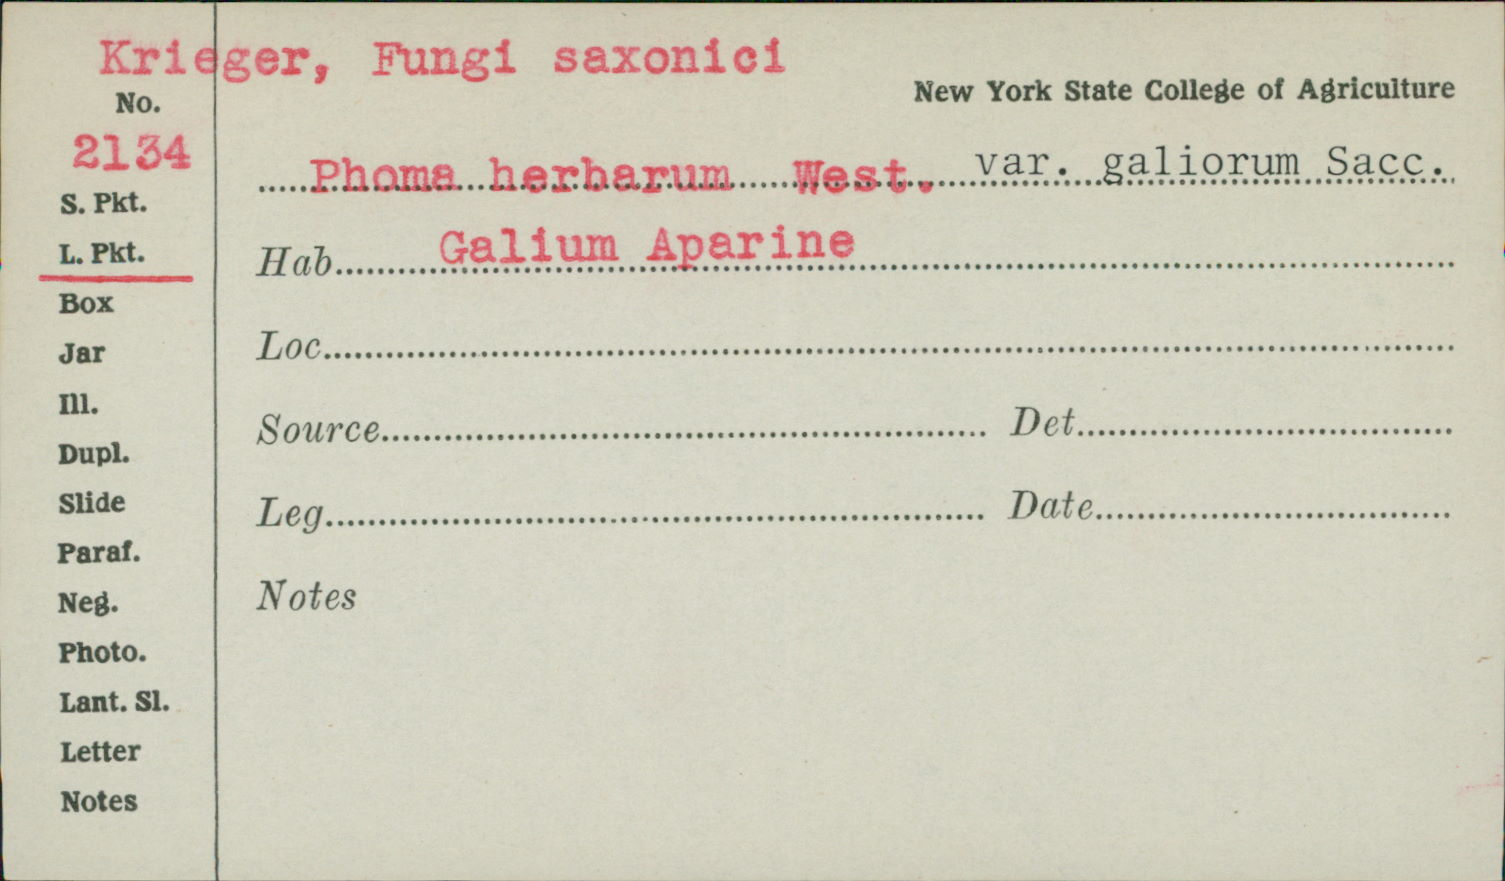 Krieger, Fungi saxonici
New York State College of Agriculture
No.
2134
Phoma herbarum West. var. galiorum Sacc.
S. Pkt.
L. Pkt.
Hab. Galium Aparine
Box
Jar
Loc.
Ill.
Source Det.
Dupl.
Slide
Leg. Date
Paraf.
Neg.
Notes
Photo.
Lant. Sl.
Letter
Notes